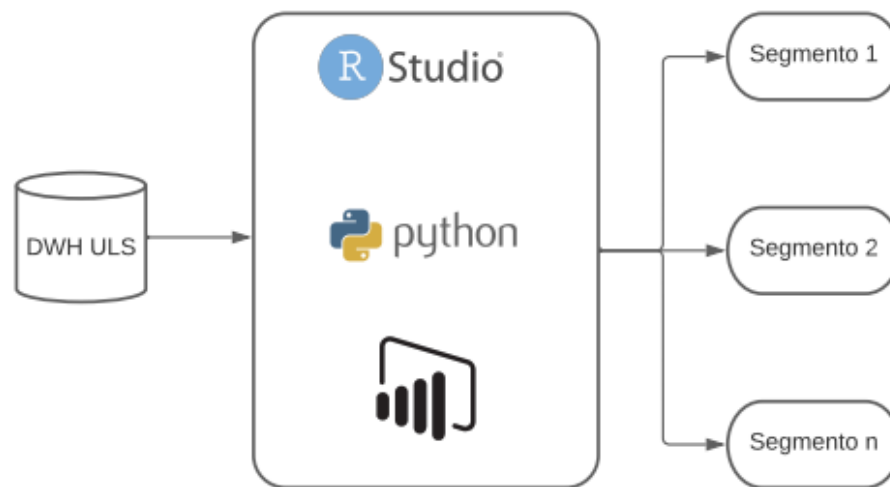 R Studio
DWH ULS
python
Segmento 1
Segmento 2
Segmento n